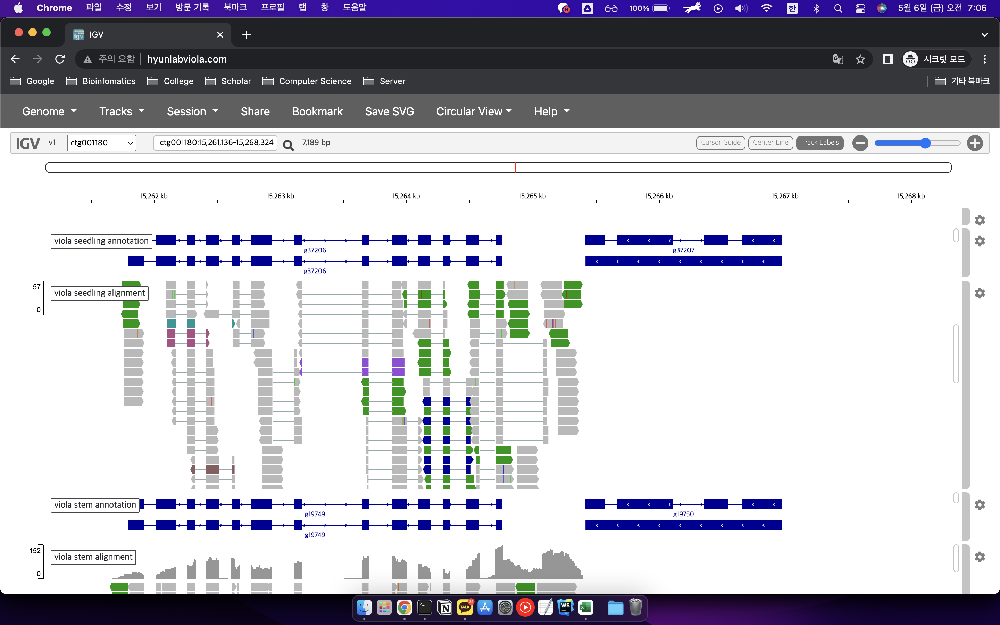 Chrome 파일 수정 보기 방문 기록 북마크 프로필 탭 창 도움말 100% 한 5월 6일 (금) 오전 7:06
IGV
주의 요함 hyunlabviola.com 시크릿 모드
Google Bioinfomatics College Scholar Computer Science Server 기타 북마크
Genome Tracks Session Share Bookmark Save SVG Circular View Help
IGV v1 ctg001180 ctg001180:15,261,136-15,268,324 7,189 bp Cursor Guide Center Line Track Labels
15,262 kb 15,263 kb 15,264 kb 15,265 kb 15,266 kb 15,267 kb 15,268 kb
viola seedling annotation
g37206 g37207
g37206
57
viola seedling alignment
0
viola stem annotation
g19749 g19750
g19749
152
viola stem alignment
0
TALK 22 WS